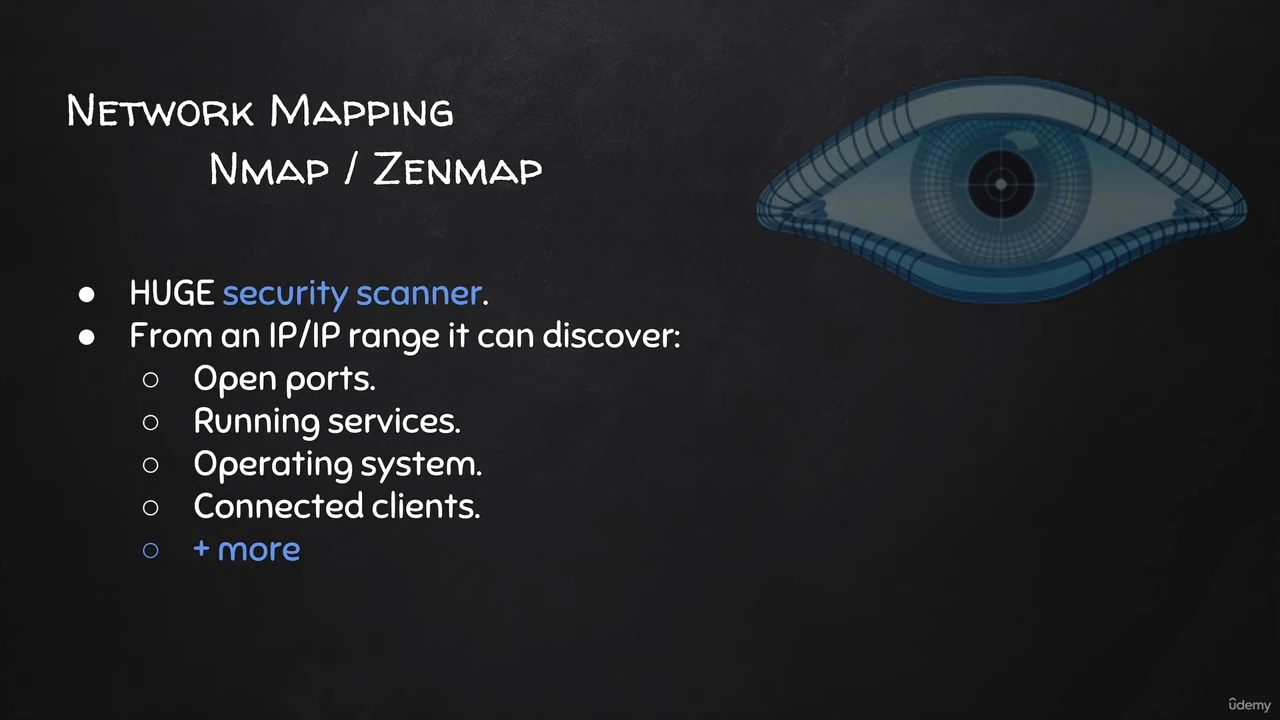 Network Mapping
Nmap / Zenmap
● HUGE security scanner.
● From an IP/IP range it can discover:
○ Open ports.
○ Running services.
○ Operating system.
○ Connected clients.
○ + more
ûdemy